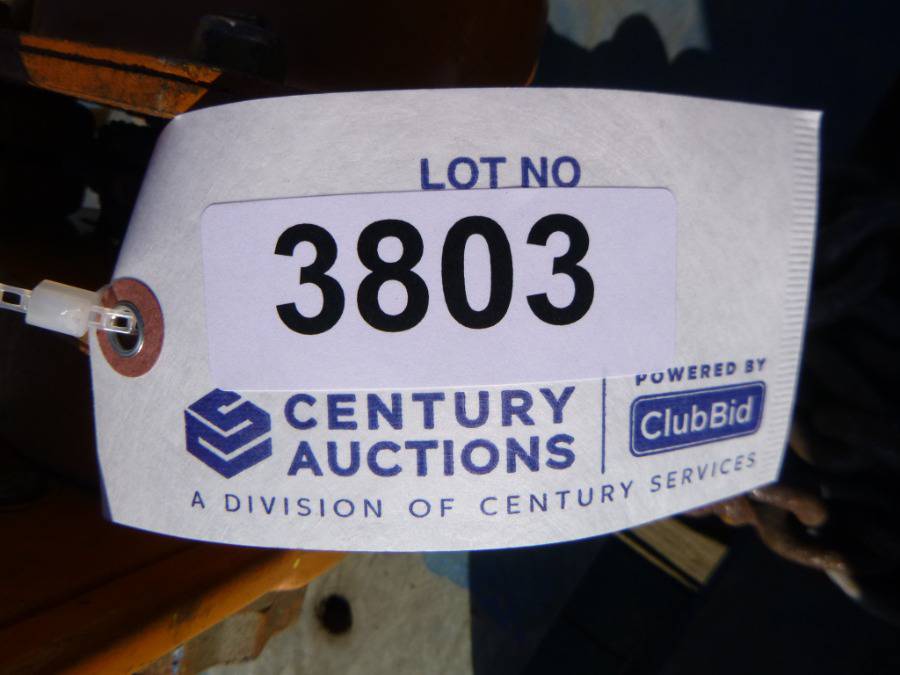 LOT NO
3803
CENTURY
AUCTIONS
POWERED BY
ClubBid
A DIVISION OF CENTURY SERVICES